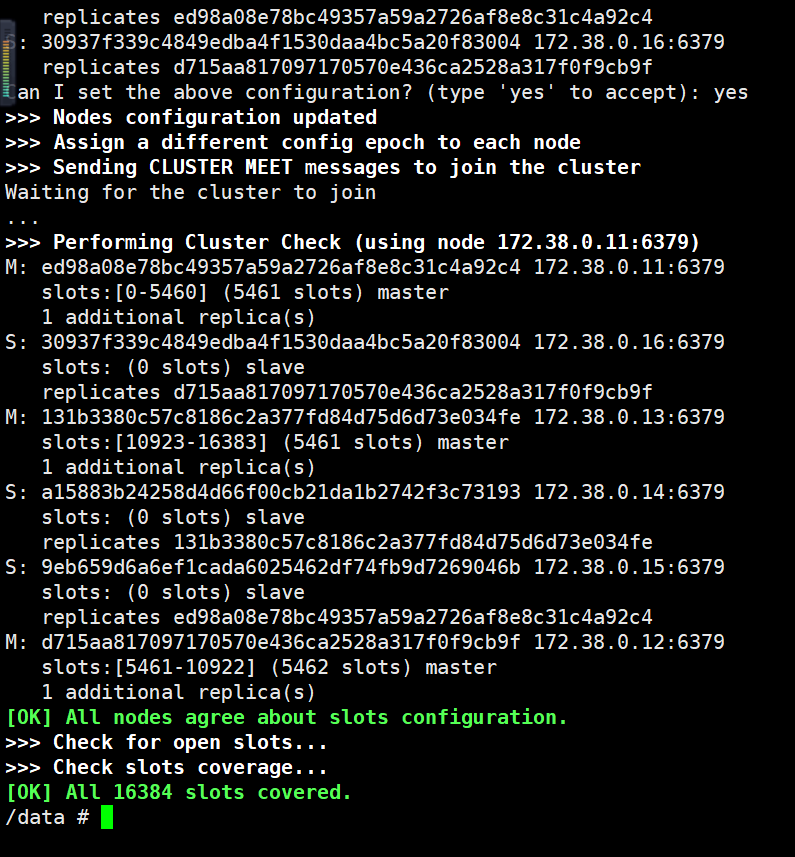 replicates ed98a08e78bc49357a59a2726af8e8c31c4a92c4
S: 30937f339c4849edba4f1530daa4bc5a20f83004 172.38.0.16:6379
replicates d715aa817097170570e436ca2528a317f0f9cb9f
Can I set the above configuration? (type 'yes' to accept): yes
>>> Nodes configuration updated
>>> Assign a different config epoch to each node
>>> Sending CLUSTER MEET messages to join the cluster
Waiting for the cluster to join
...
>>> Performing Cluster Check (using node 172.38.0.11:6379)
M: ed98a08e78bc49357a59a2726af8e8c31c4a92c4 172.38.0.11:6379
slots:[0-5460] (5461 slots) master
1 additional replica(s)
S: 30937f339c4849edba4f1530daa4bc5a20f83004 172.38.0.16:6379
slots: (0 slots) slave
replicates d715aa817097170570e436ca2528a317f0f9cb9f
M: 131b3380c57c8186c2a377fd84d75d6d73e034fe 172.38.0.13:6379
slots:[10923-16383] (5461 slots) master
1 additional replica(s)
S: a15883b24258d4d66f00cb21da1b2742f3c73193 172.38.0.14:6379
slots: (0 slots) slave
replicates 131b3380c57c8186c2a377fd84d75d6d73e034fe
S: 9eb659d6a6ef1cada6025462df74fb9d7269046b 172.38.0.15:6379
slots: (0 slots) slave
replicates ed98a08e78bc49357a59a2726af8e8c31c4a92c4
M: d715aa817097170570e436ca2528a317f0f9cb9f 172.38.0.12:6379
slots:[5461-10922] (5462 slots) master
1 additional replica(s)
[OK] All nodes agree about slots configuration.
>>> Check for open slots...
>>> Check slots coverage...
[OK] All 16384 slots covered.
/data #